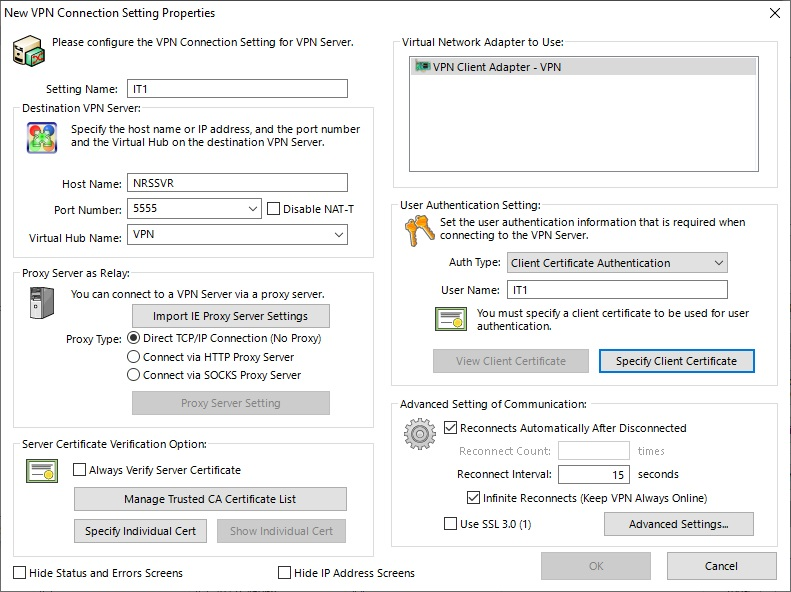 New VPN Connection Setting Properties
Please configure the VPN Connection Setting for VPN Server.
Setting Name: IT1
Destination VPN Server:
Specify the host name or IP address, and the port number
and the Virtual Hub on the destination VPN Server.
Host Name: NRSSVR
Port Number: 5555 Disable NAT-T
Virtual Hub Name: VPN
Proxy Server as Relay:
You can connect to a VPN Server via a proxy server.
Import IE Proxy Server Settings
Proxy Type: Direct TCP/IP Connection (No Proxy)
Connect via HTTP Proxy Server
Connect via SOCKS Proxy Server
Proxy Server Setting
Server Certificate Verification Option:
Always Verify Server Certificate
Manage Trusted CA Certificate List
Specify Individual Cert Show Individual Cert
Hide Status and Errors Screens Hide IP Address Screens
Virtual Network Adapter to Use:
VPN Client Adapter - VPN
User Authentication Setting:
Set the user authentication information that is required when
connecting to the VPN Server.
Auth Type: Client Certificate Authentication
User Name: IT1
You must specify a client certificate to be used for user
authentication.
View Client Certificate Specify Client Certificate
Advanced Setting of Communication:
Reconnects Automatically After Disconnected
Reconnect Count: times
Reconnect Interval: 15 seconds
Infinite Reconnects (Keep VPN Always Online)
Use SSL 3.0 (1) Advanced Settings...
OK Cancel